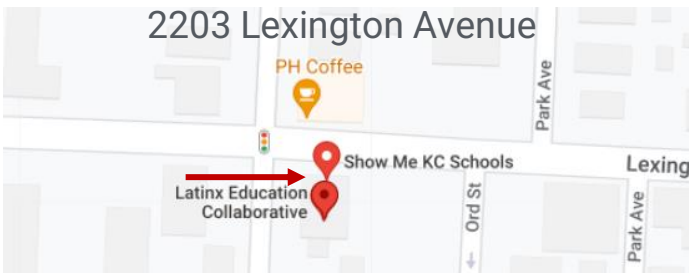 2203 Lexington Avenue
PH Coffee
Park Ave
Show Me KC Schools
Lexing
Latinx Education
Collaborative
Ord St
Park Ave